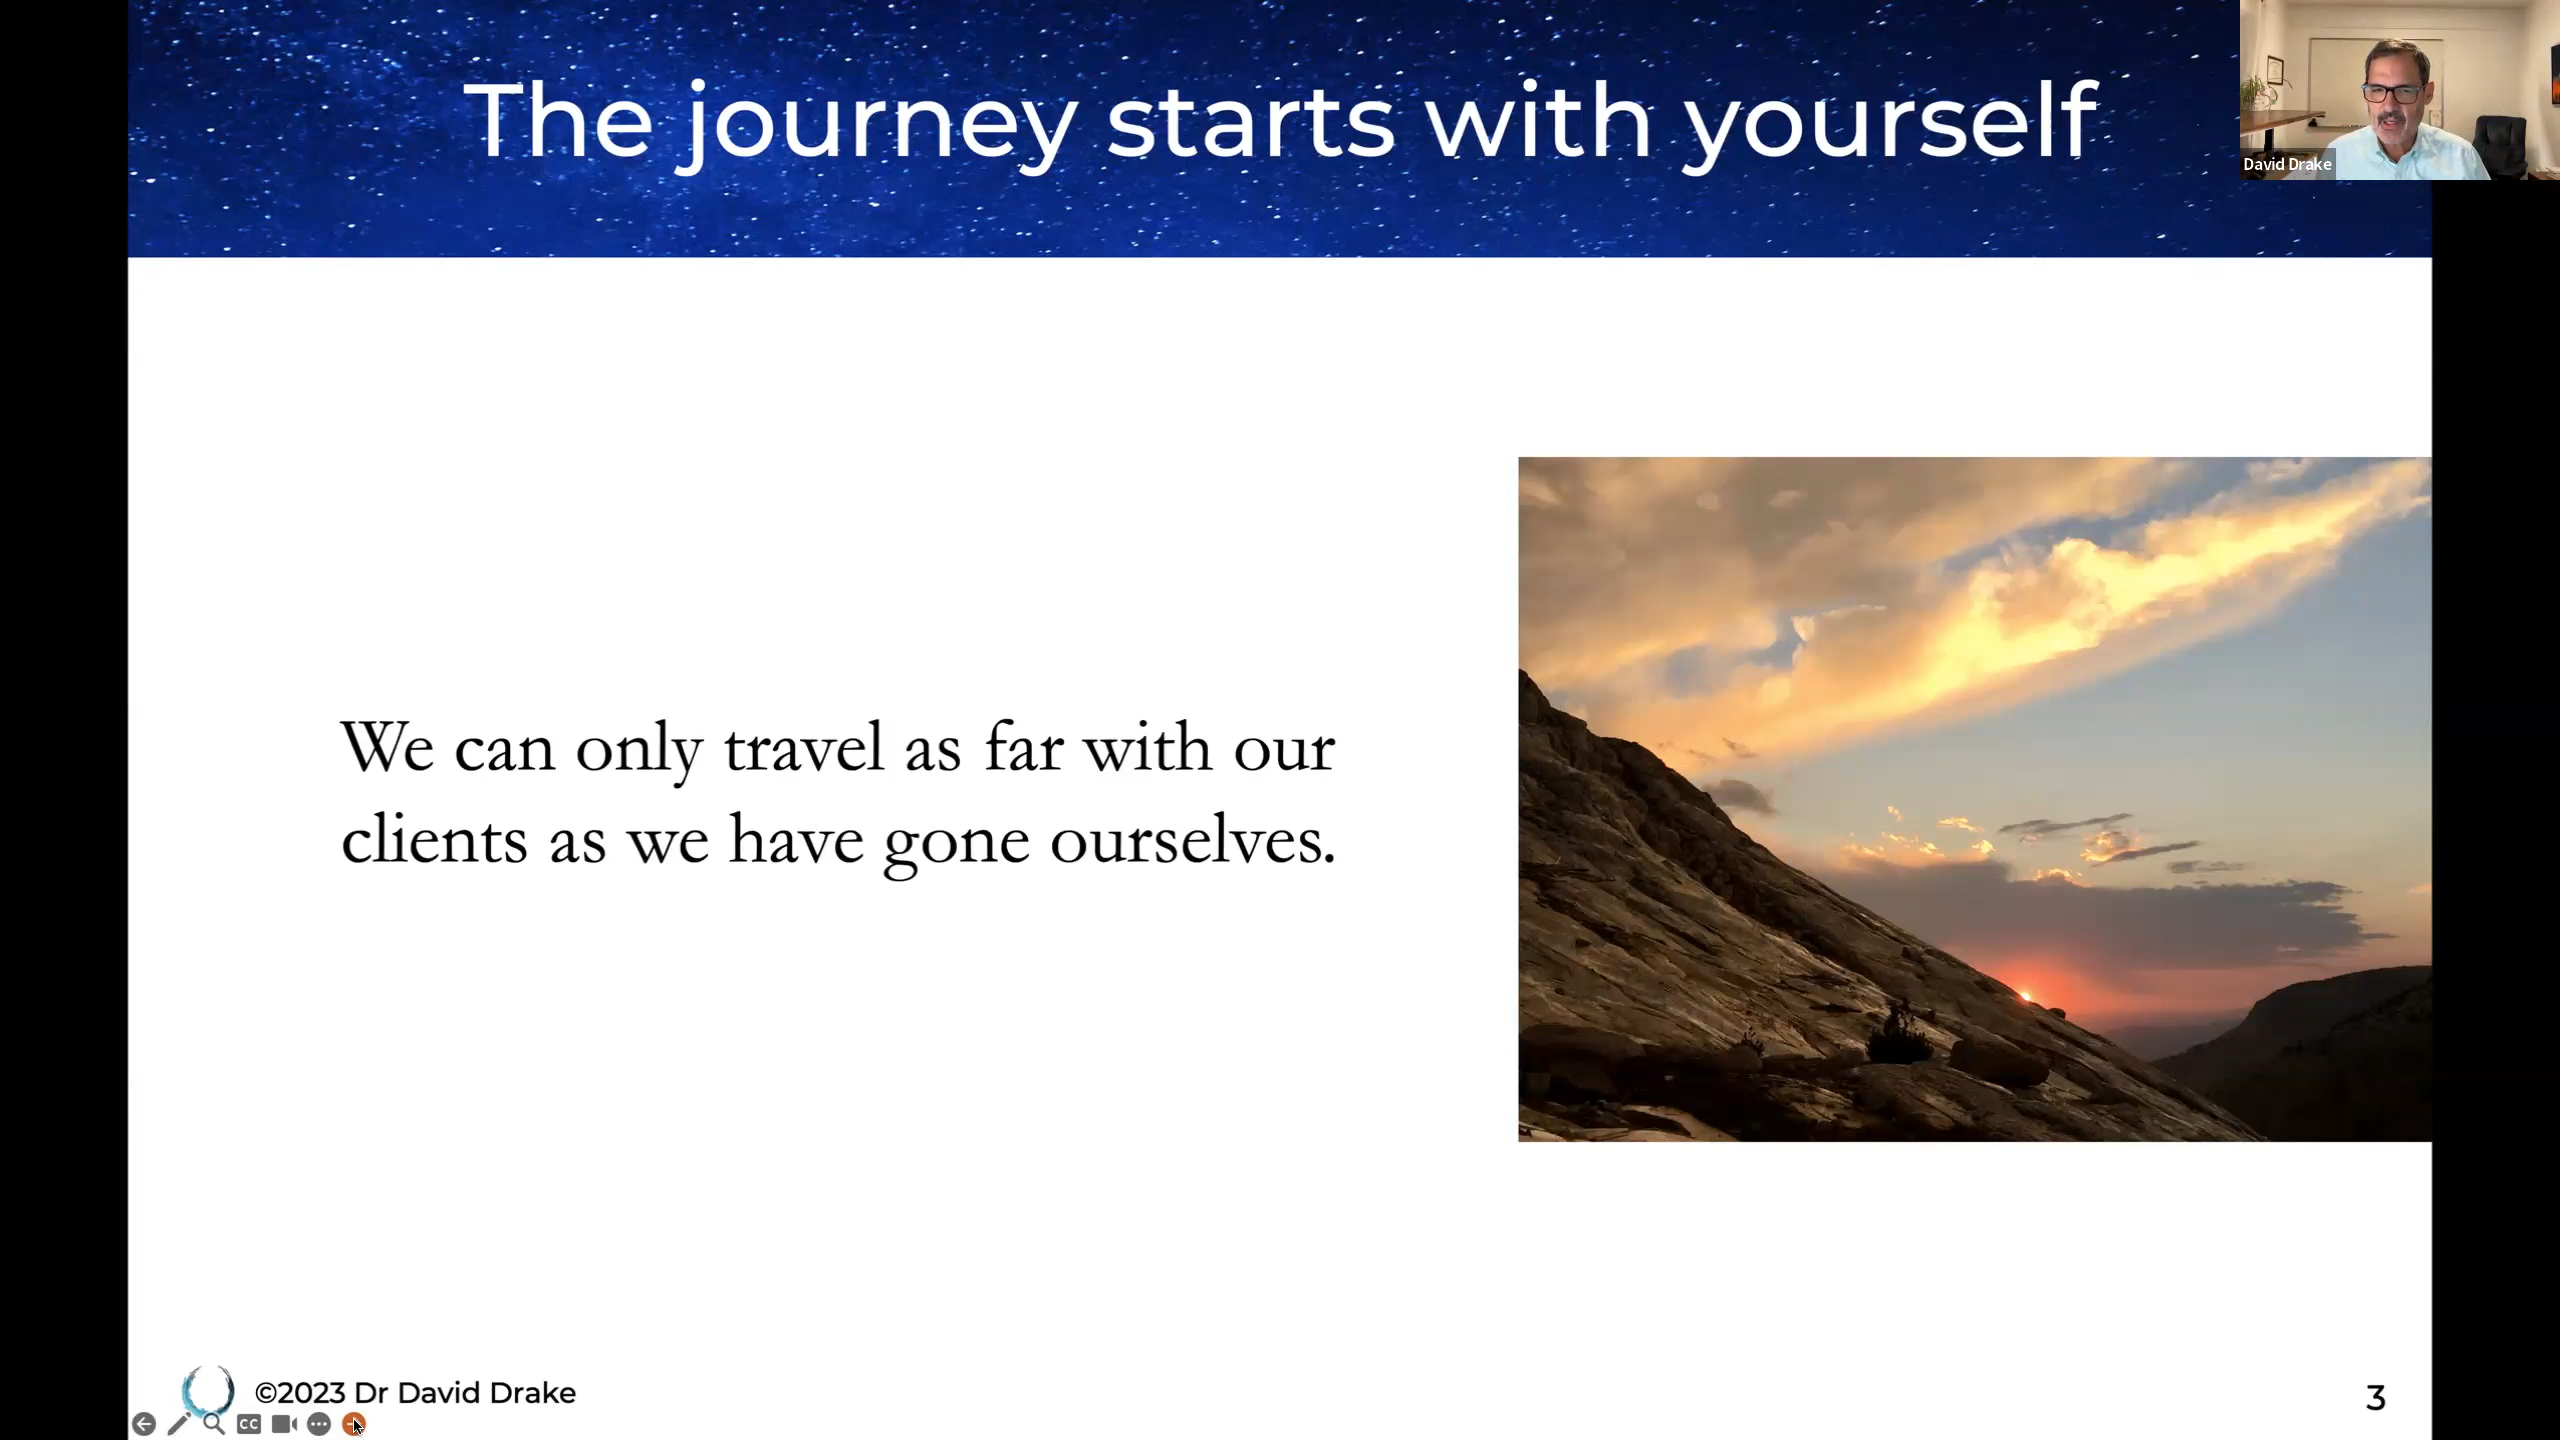 The journey starts with yourself
David Drake
We can only travel as far with our
clients as we have gone ourselves.
©2023 Dr David Drake
CC
3